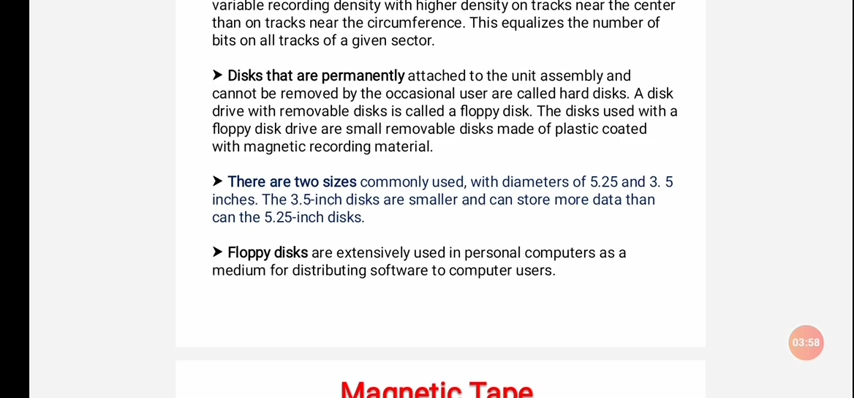 variable recording density with higher density on tracks near the center
than on tracks near the circumference. This equalizes the number of
bits on all tracks of a given sector.
➤ Disks that are permanently attached to the unit assembly and
cannot be removed by the occasional user are called hard disks. A disk
drive with removable disks is called a floppy disk. The disks used with a
floppy disk drive are small removable disks made of plastic coated
with magnetic recording material.
➤ There are two sizes commonly used, with diameters of 5.25 and 3. 5
inches. The 3.5-inch disks are smaller and can store more data than
can the 5.25-inch disks.
➤ Floppy disks are extensively used in personal computers as a
medium for distributing software to computer users.
03:58
Magnetic Tape